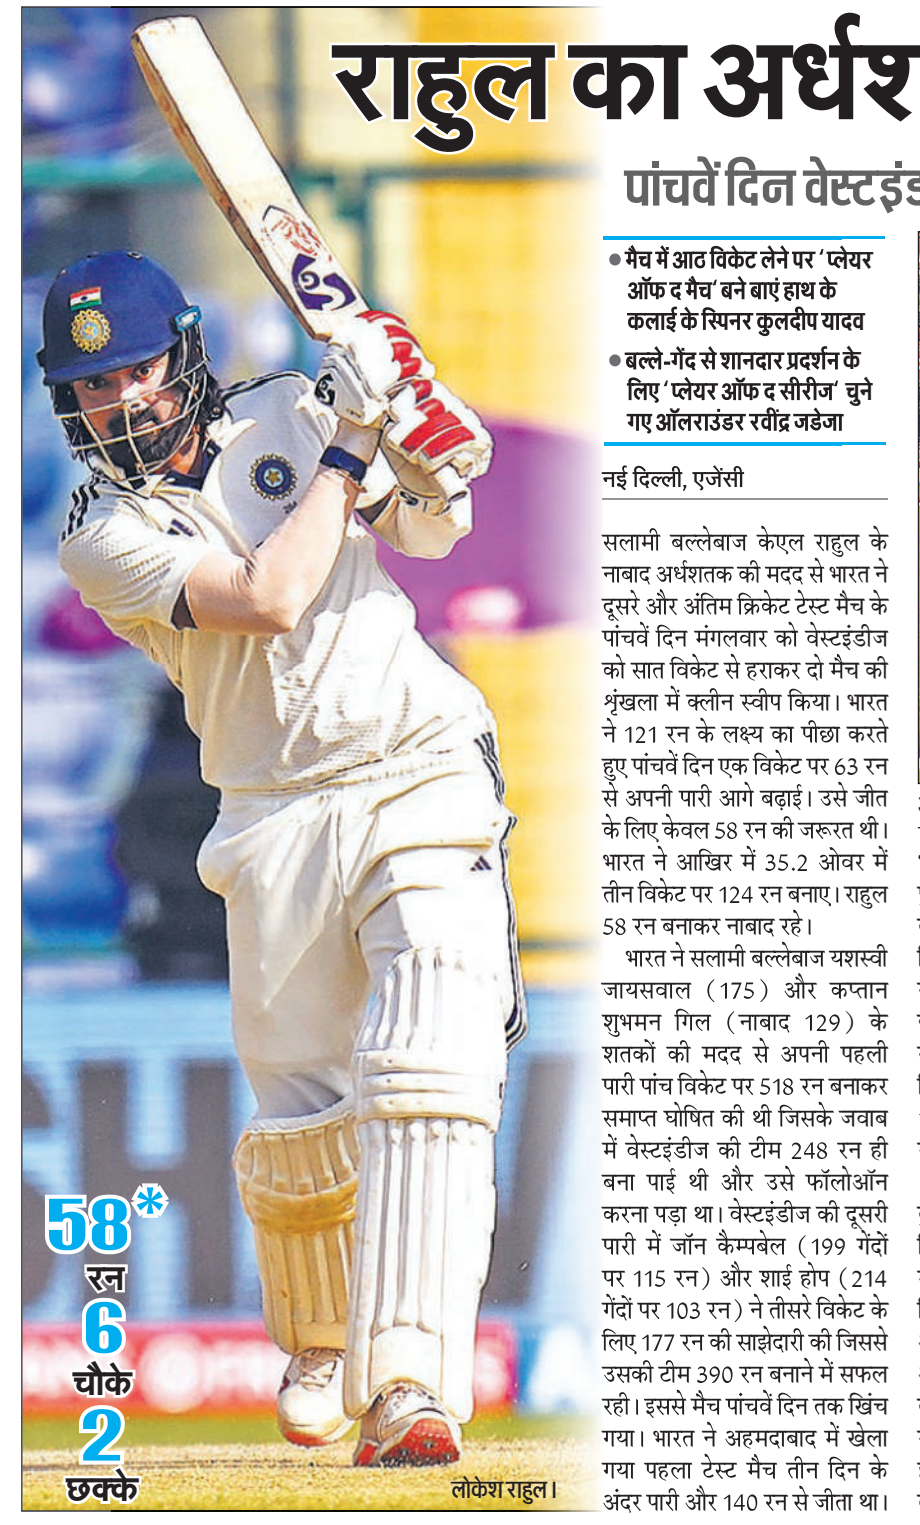 राहुल का अर्धश
पांचवें दिन वेस्टइंड
● मैच में आठ विकेट लेने पर ‘प्लेयर
ऑफ द मैच‘ बने बाएं हाथ के
कलाई के स्पिनर कुलदीप यादव
● बल्ले-गेंद से शानदार प्रदर्शन के
लिए ‘प्लेयर ऑफ द सीरीज‘ चुने
गए ऑलराउंडर रवींद्र जडेजा
नई दिल्ली, एजेंसी
सलामी बल्लेबाज केएल राहुल के
नाबाद अर्धशतक की मदद से भारत ने
दूसरे और अंतिम क्रिकेट टेस्ट मैच के
पांचवें दिन मंगलवार को वेस्टइंडीज
को सात विकेट से हराकर दो मैच की
शृंखला में क्लीन स्वीप किया। भारत
ने 121 रन के लक्ष्य का पीछा करते
हुए पांचवें दिन एक विकेट पर 63 रन
से अपनी पारी आगे बढ़ाई। उसे जीत
के लिए केवल 58 रन की जरूरत थी।
भारत ने आखिर में 35.2 ओवर में
तीन विकेट पर 124 रन बनाए। राहुल
58 रन बनाकर नाबाद रहे।
भारत ने सलामी बल्लेबाज यशस्वी
जायसवाल (175) और कप्तान
शुभमन गिल (नाबाद 129) के
शतकों की मदद से अपनी पहली
पारी पांच विकेट पर 518 रन बनाकर
समाप्त घोषित की थी जिसके जवाब
में वेस्टइंडीज की टीम 248 रन ही
बना पाई थी और उसे फॉलोऑन
करना पड़ा था। वेस्टइंडीज की दूसरी
पारी में जॉन कैम्पबेल (199 गेंदों
पर 115 रन) और शाई होप (214
गेंदों पर 103 रन) ने तीसरे विकेट के
लिए 177 रन की साझेदारी की जिससे
उसकी टीम 390 रन बनाने में सफल
रही। इससे मैच पांचवें दिन तक खिंच
गया। भारत ने अहमदाबाद में खेला
गया पहला टेस्ट मैच तीन दिन के
अंदर पारी और 140 रन से जीता था।
58*
रन
6
चौके
2
छक्के
लोकेश राहुल।